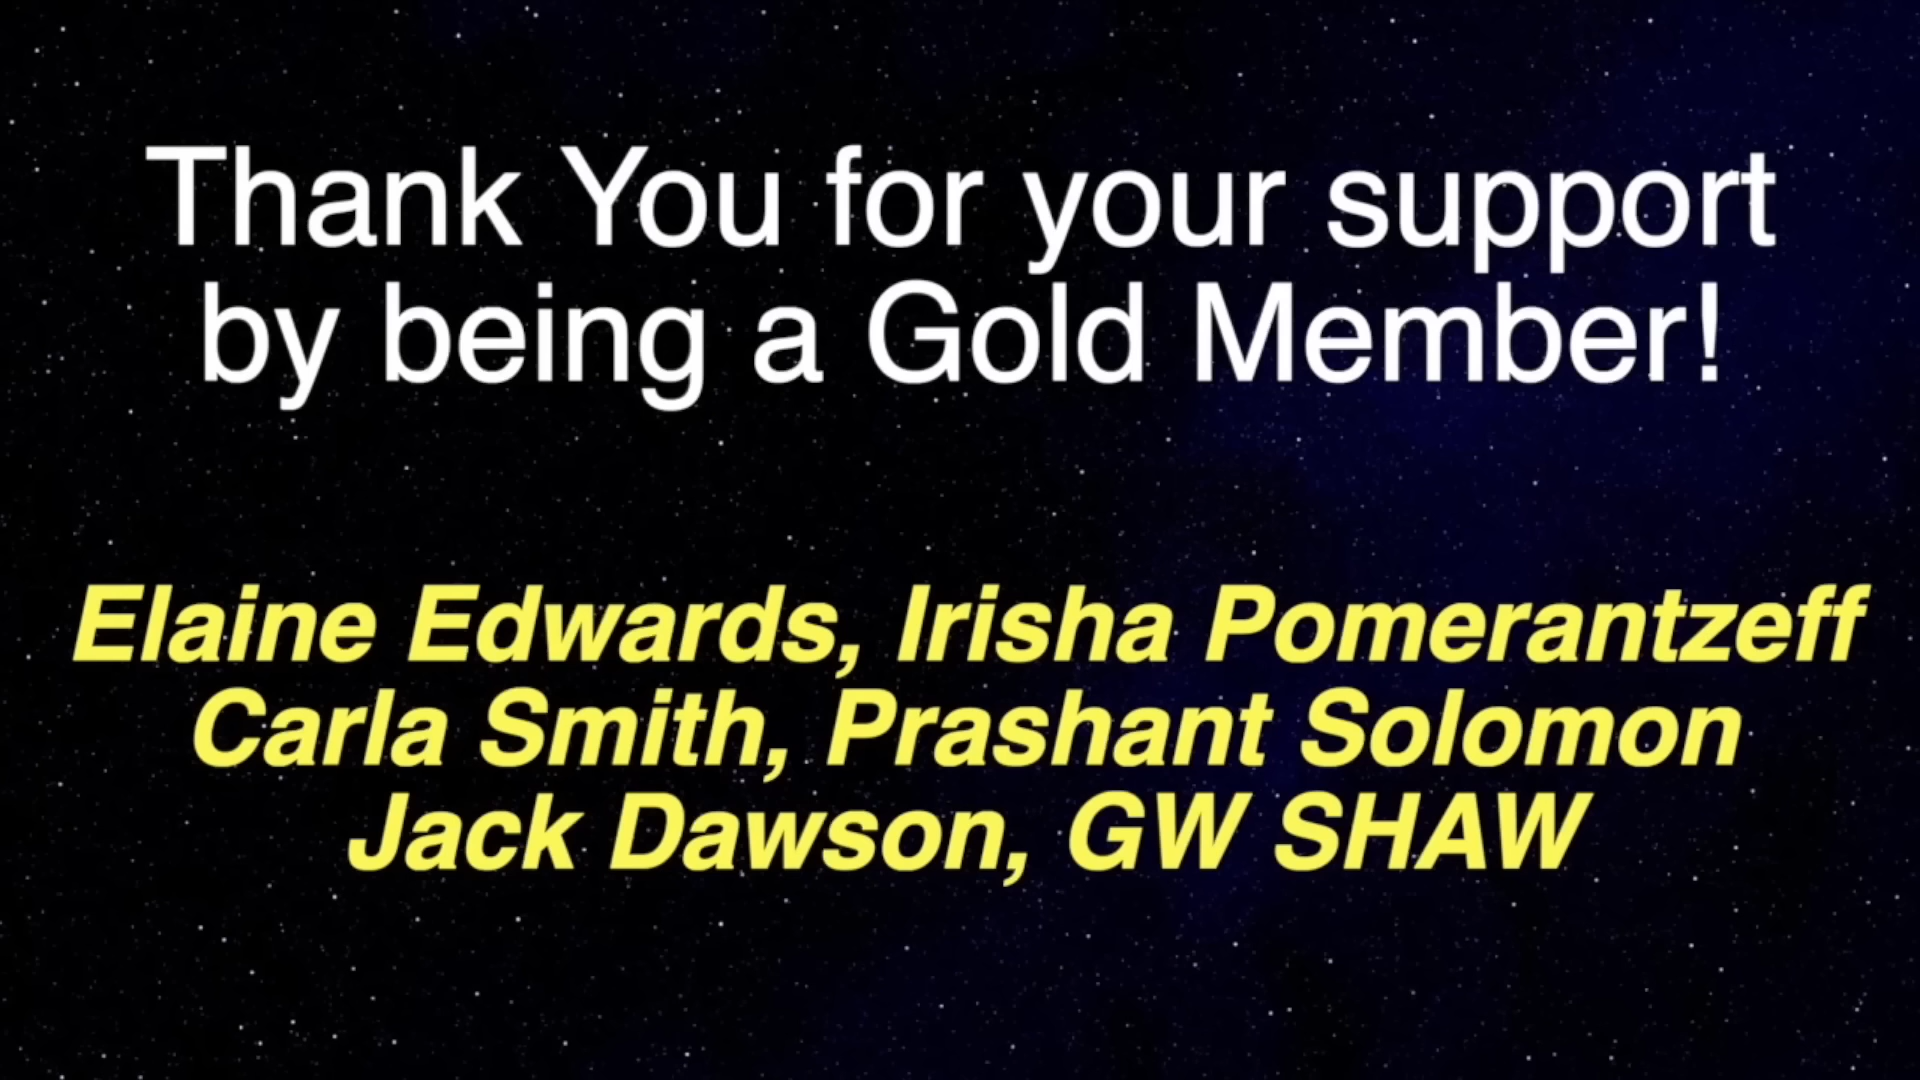 Thank You for your support
by being a Gold Member!
Elaine Edwards, Irisha Pomerantzeff
Carla Smith, Prashant Solomon
Jack Dawson, GW SHAW